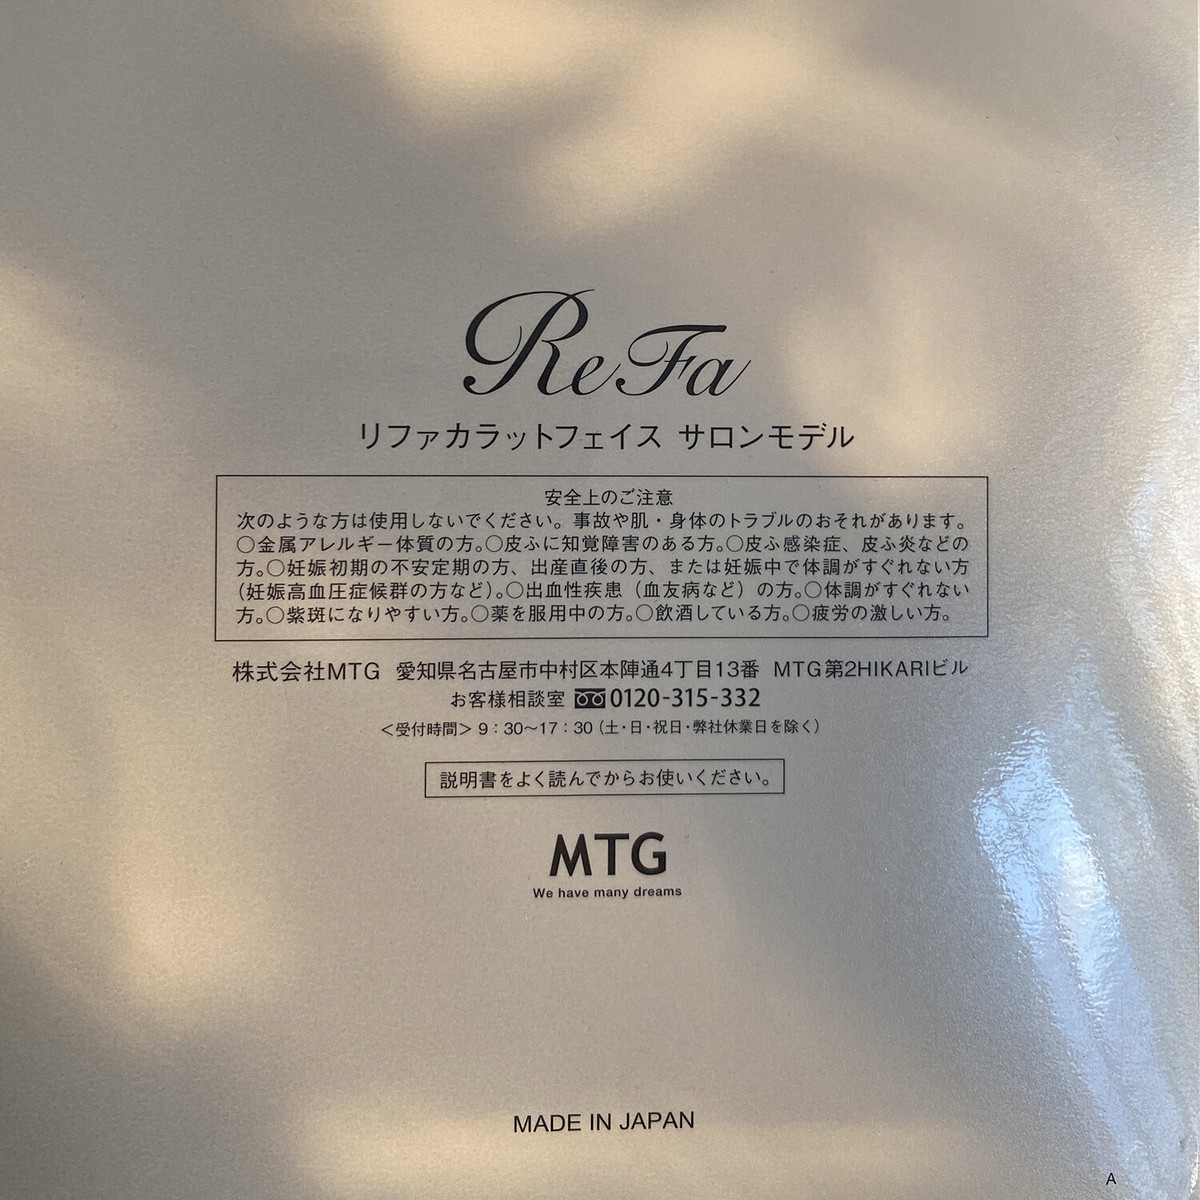 ReFa
リファカラットフェイス サロンモデル
安全上のご注意
次のような方は使用しないでください。事故や肌・身体のトラブルのおそれがあります。
○金属アレルギー体質の方。○皮ふに知覚障害のある方。○皮ふ感染症、皮ふ炎などの
方。○妊娠初期の不安定期の方、出産直後の方、または妊娠中で体調がすぐれない方
(妊娠高血圧症候群の方など)。○出血性疾患（血友病など）の方。○体調がすぐれない
方。○紫斑になりやすい方。○薬を服用中の方。○飲酒している方。○疲労の激しい方。
株式会社MTG 愛知県名古屋市中村区本陣通4丁目13番 MTG第2HIKARIビル
お客様相談室 0120-315-332
＜受付時間＞9：30〜17：30（土・日・祝日・弊社休業日を除く）
説明書をよく読んでからお使いください。
MTG
We have many dreams
MADE IN JAPAN
A